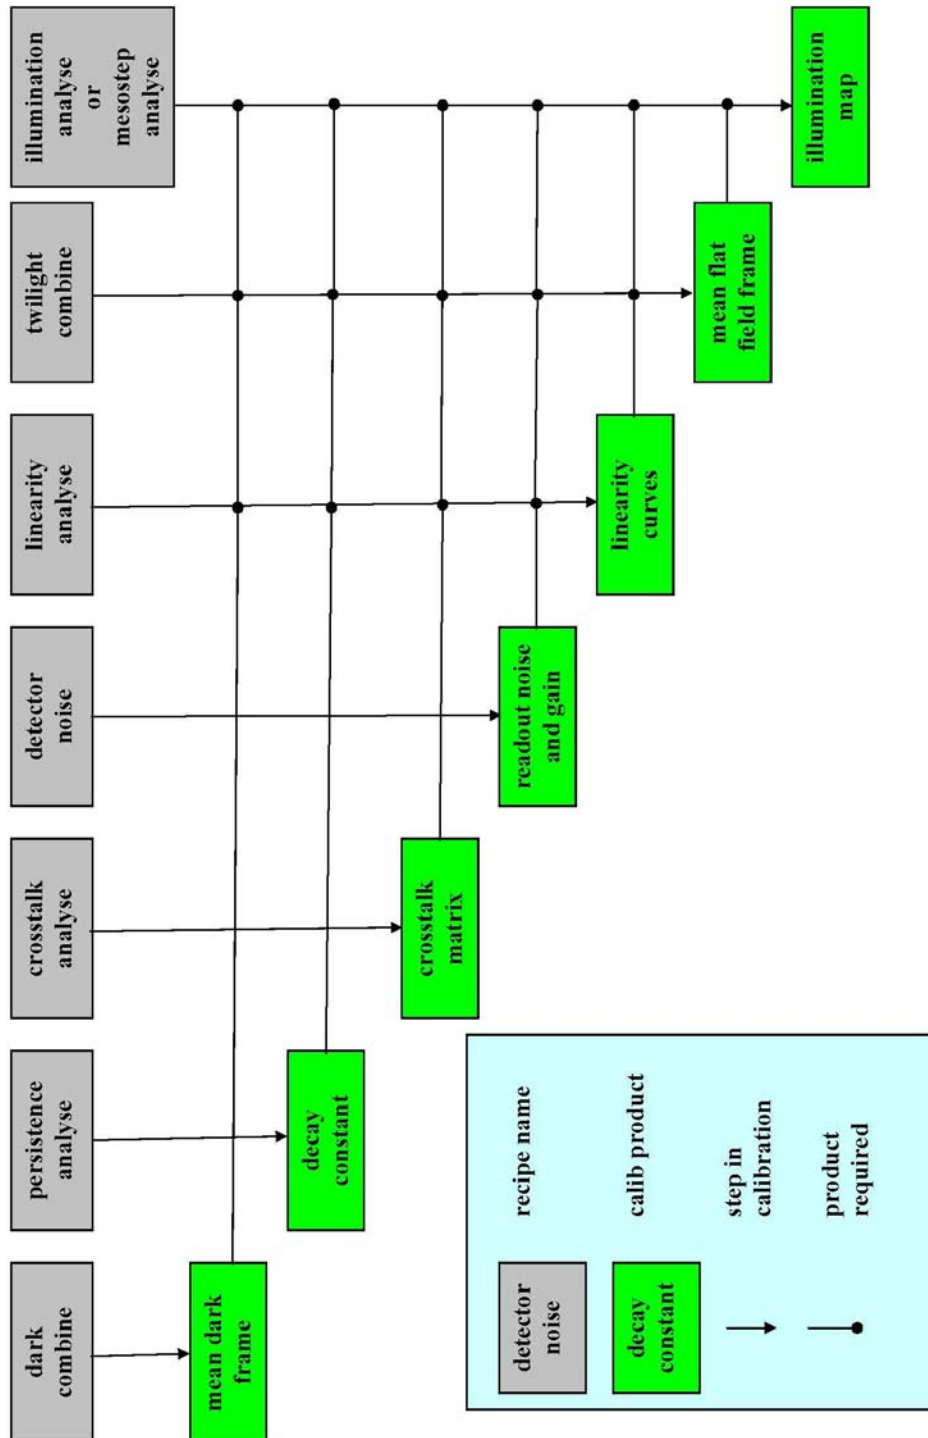 dark
combine
persistence
analyse
crosstalk
analyse
detector
noise
linearity
analyse
twilight
combine
illumination
analyse
or
mesostep
analyse
mean dark
frame
decay
constant
crosstalk
matrix
readout noise
and gain
linearity
curves
mean flat
field frame
illumination
map
detector
noise
recipe name
decay
constant
calib product
step in
calibration
product
required